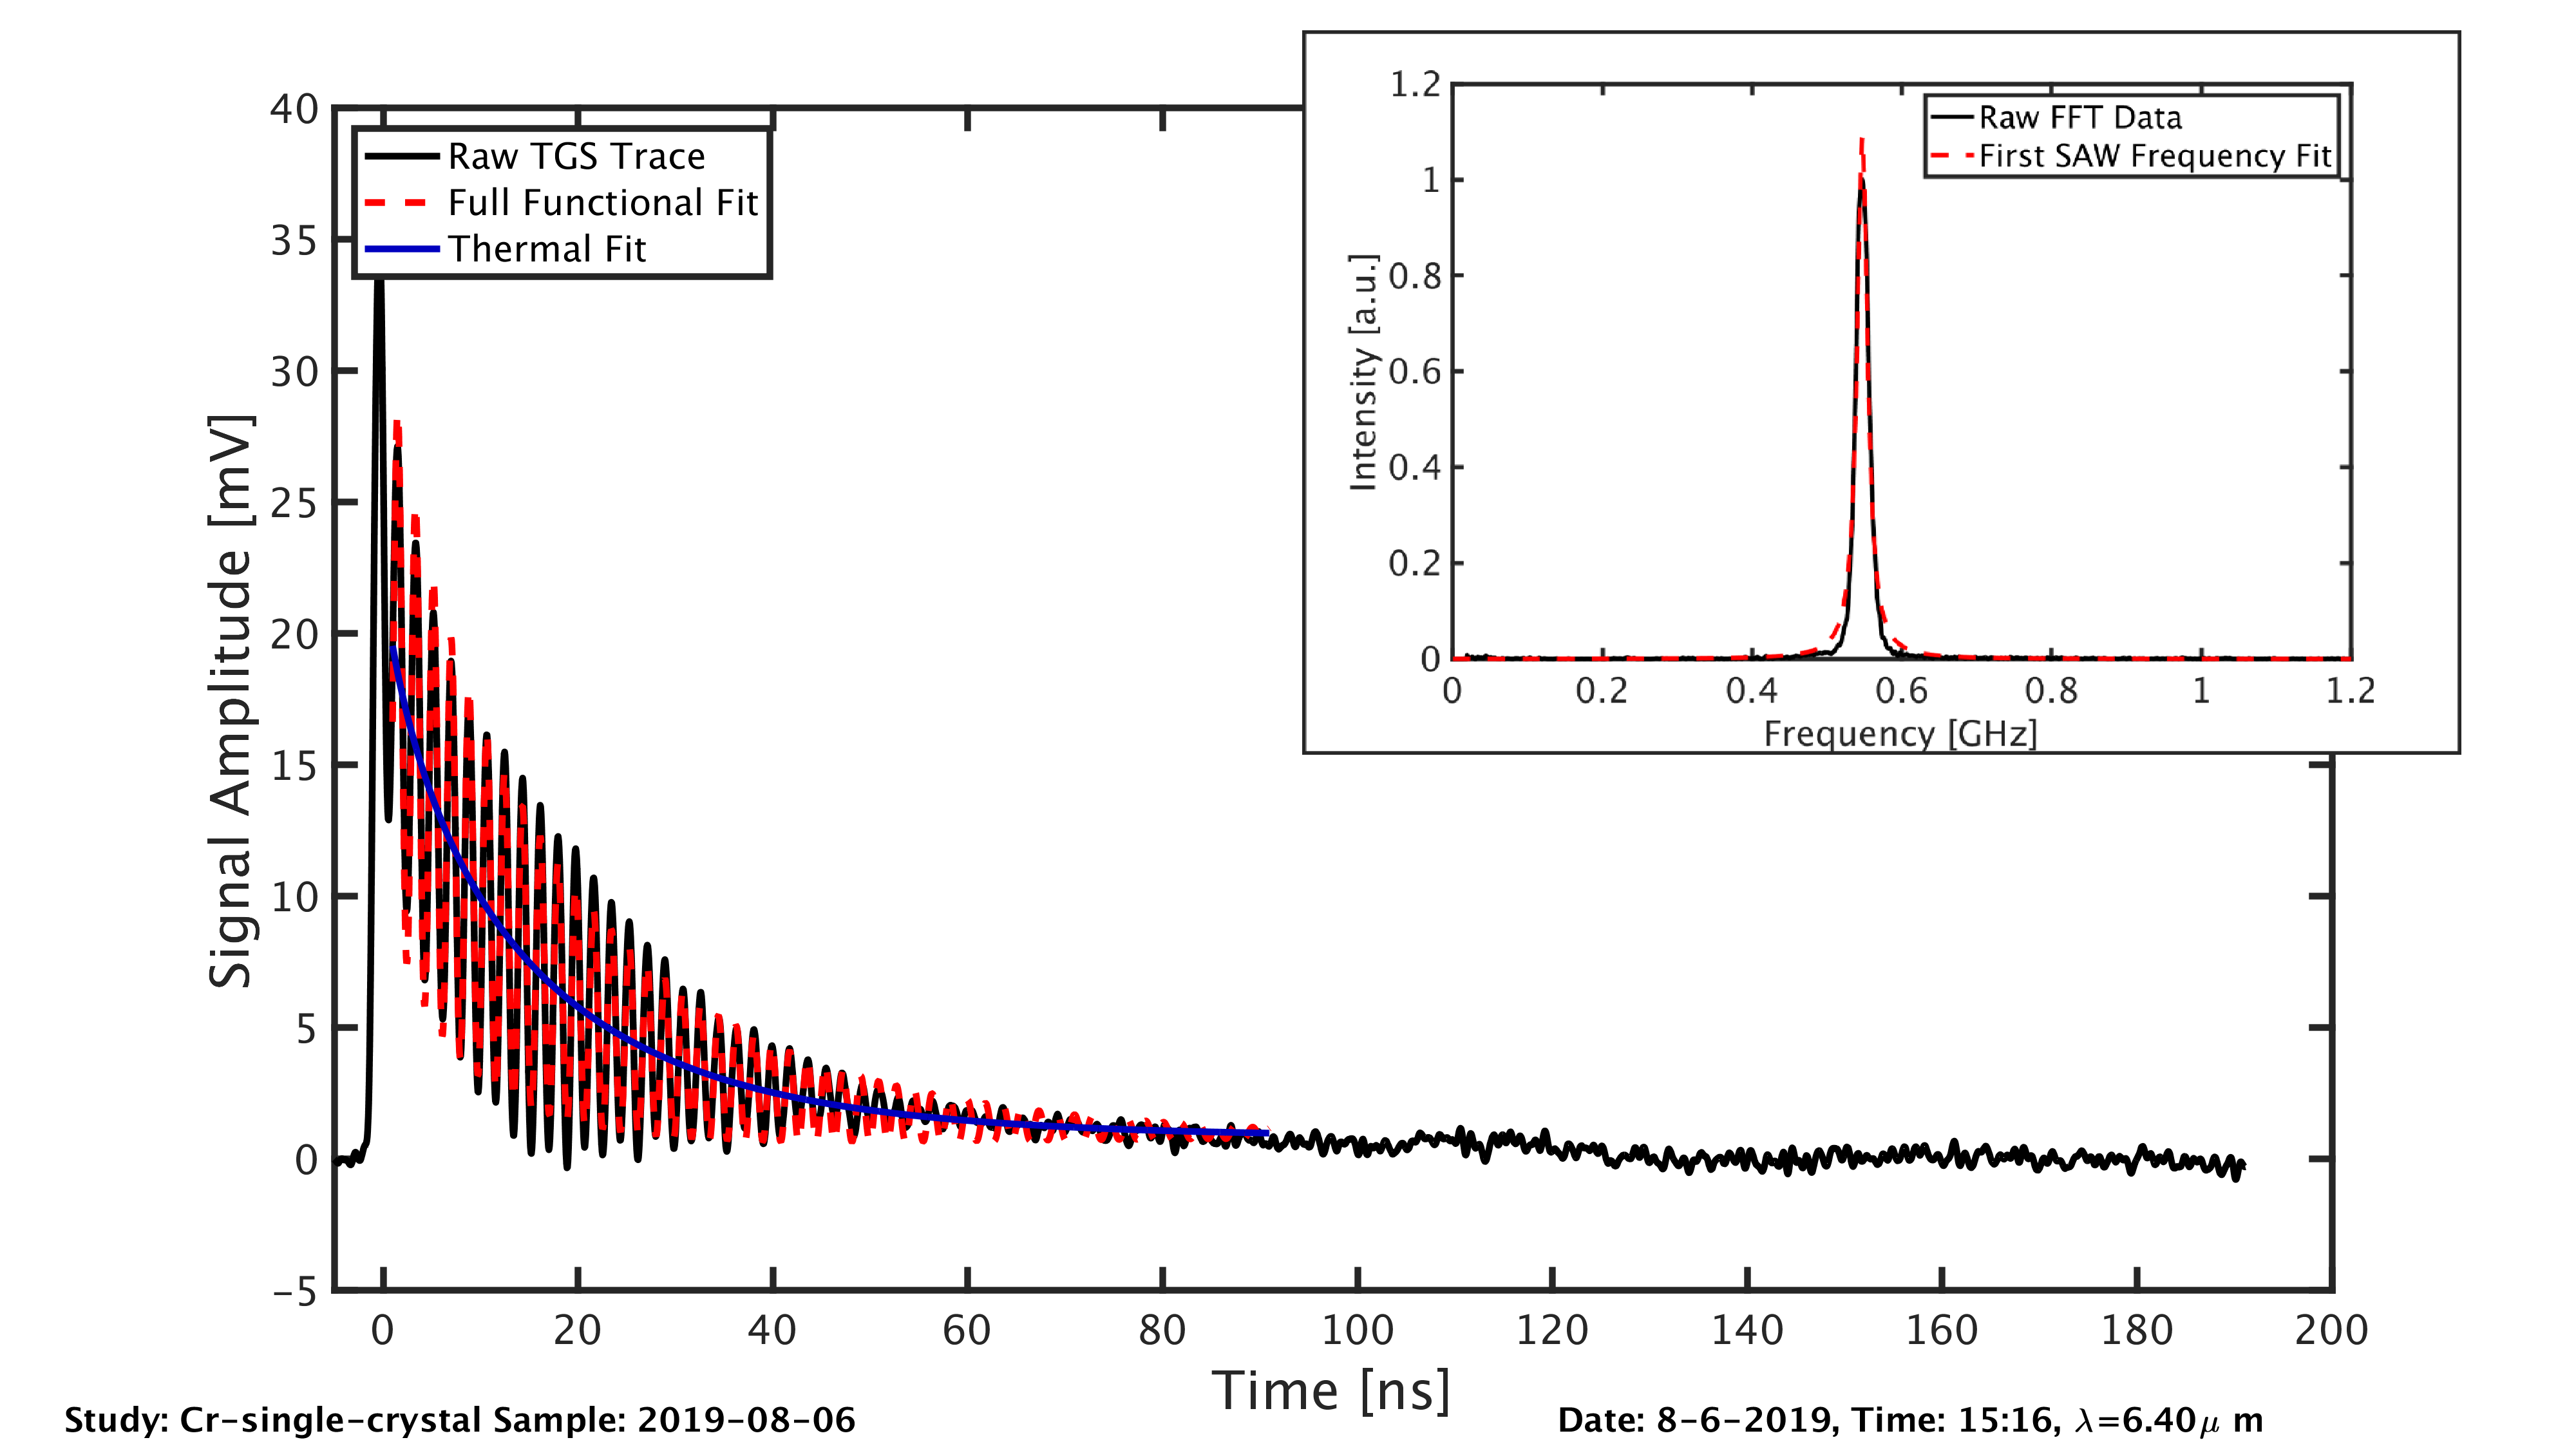 40
35
30
25
20
15
10
5
0
-5
Signal Amplitude [mV]
Raw TGS Trace
Full Functional Fit
Thermal Fit
0 20 40 60 80 100 120 140 160 180 200
Time [ns]
1.2
1
0.8
0.6
0.4
0.2
0
Intensity [a.u.]
Raw FFT Data
First SAW Frequency Fit
0 0.2 0.4 0.6 0.8 1 1.2
Frequency [GHz]
Study: Cr-single-crystal Sample: 2019-08-06
Date: 8-6-2019, Time: 15:16, λ=6.40μ m